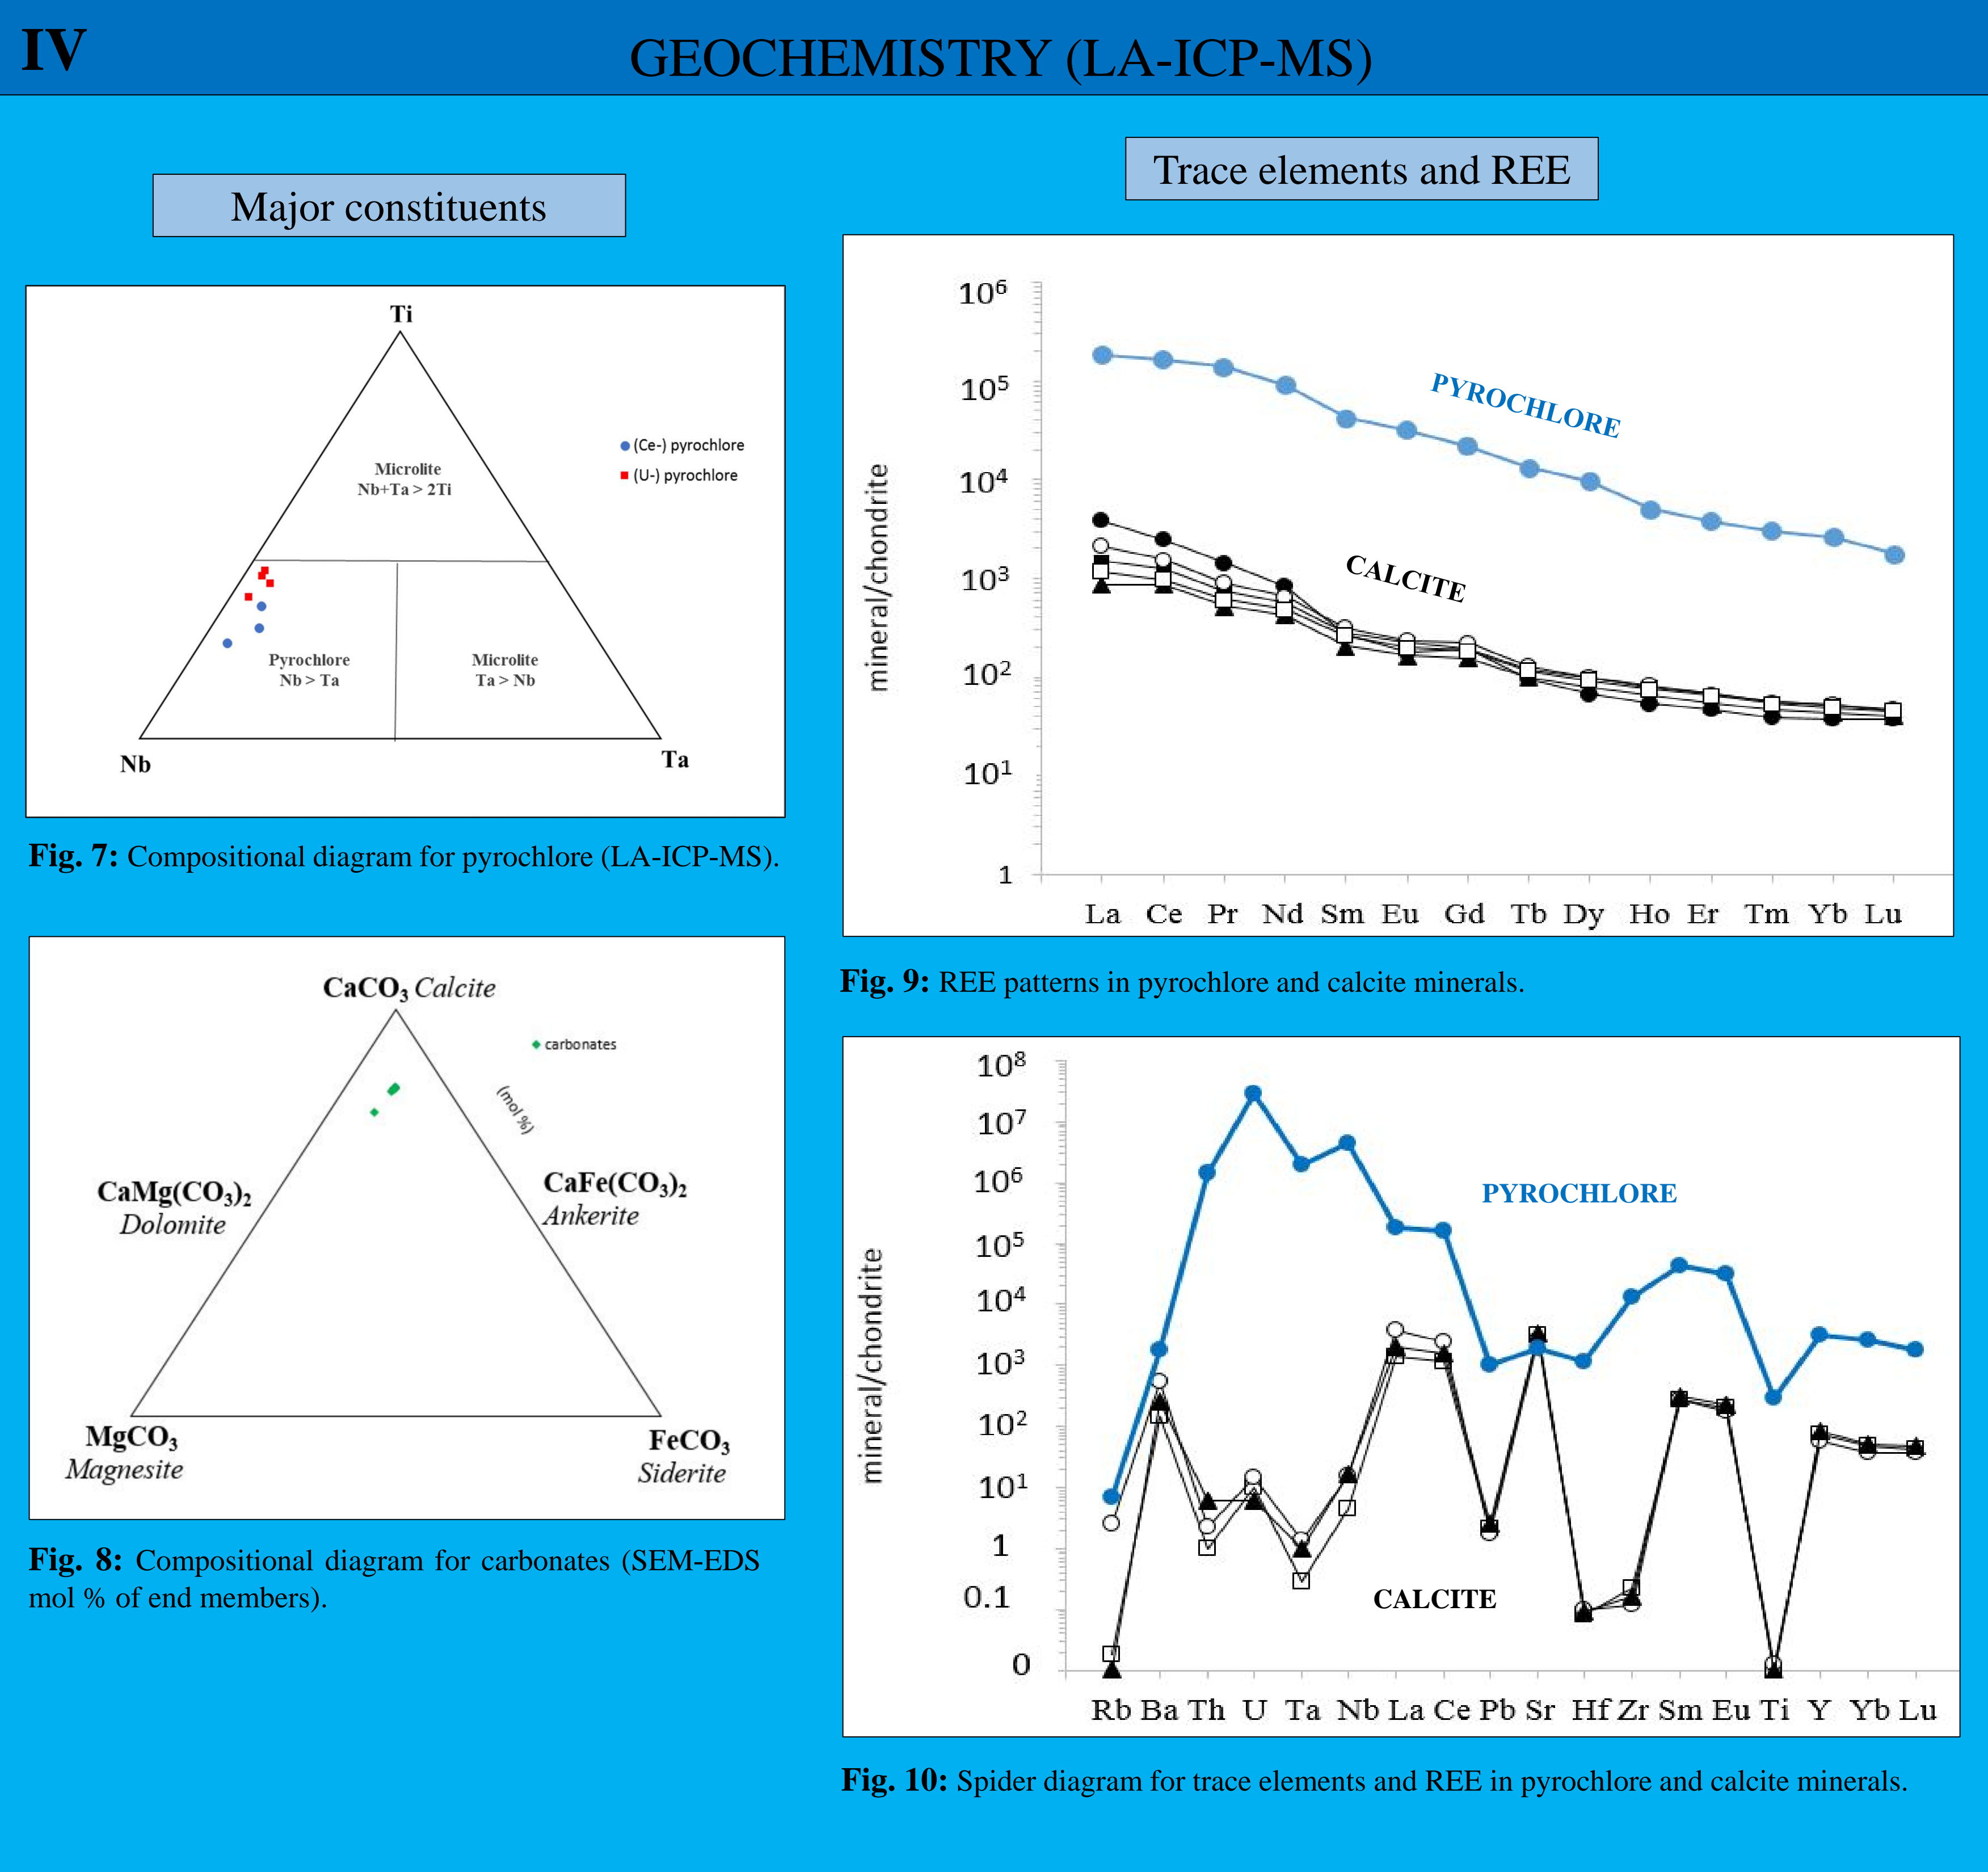 IV
GEOCHEMISTRY (LA-ICP-MS)
Major constituents
Ti
(Ce-) pyrochlore
(U-) pyrochlore
Microlite
Nb+Ta > 2Ti
Pyrochlore
Nb > Ta
Microlite
Ta > Nb
Nb
Ta
Fig. 7: Compositional diagram for pyrochlore (LA-ICP-MS).
CaCO₃ Calcite
carbonates
(mol %)
CaMg(CO₃)₂
Dolomite
CaFe(CO₃)₂
Ankerite
MgCO₃
Magnesite
FeCO₃
Siderite
Fig. 8: Compositional diagram for carbonates (SEM-EDS
mol % of end members).
Trace elements and REE
mineral/chondrite
10⁶
10⁵
10⁴
10³
10²
10¹
1
PYROCHLORE
CALCITE
La Ce Pr Nd Sm Eu Gd Tb Dy Ho Er Tm Yb Lu
Fig. 9: REE patterns in pyrochlore and calcite minerals.
mineral/chondrite
10⁸
10⁷
10⁶
10⁵
10⁴
10³
10²
10¹
1
0.1
0
PYROCHLORE
CALCITE
Rb Ba Th U Ta Nb La Ce Pb Sr Hf Zr Sm Eu Ti Y Yb Lu
Fig. 10: Spider diagram for trace elements and REE in pyrochlore and calcite minerals.